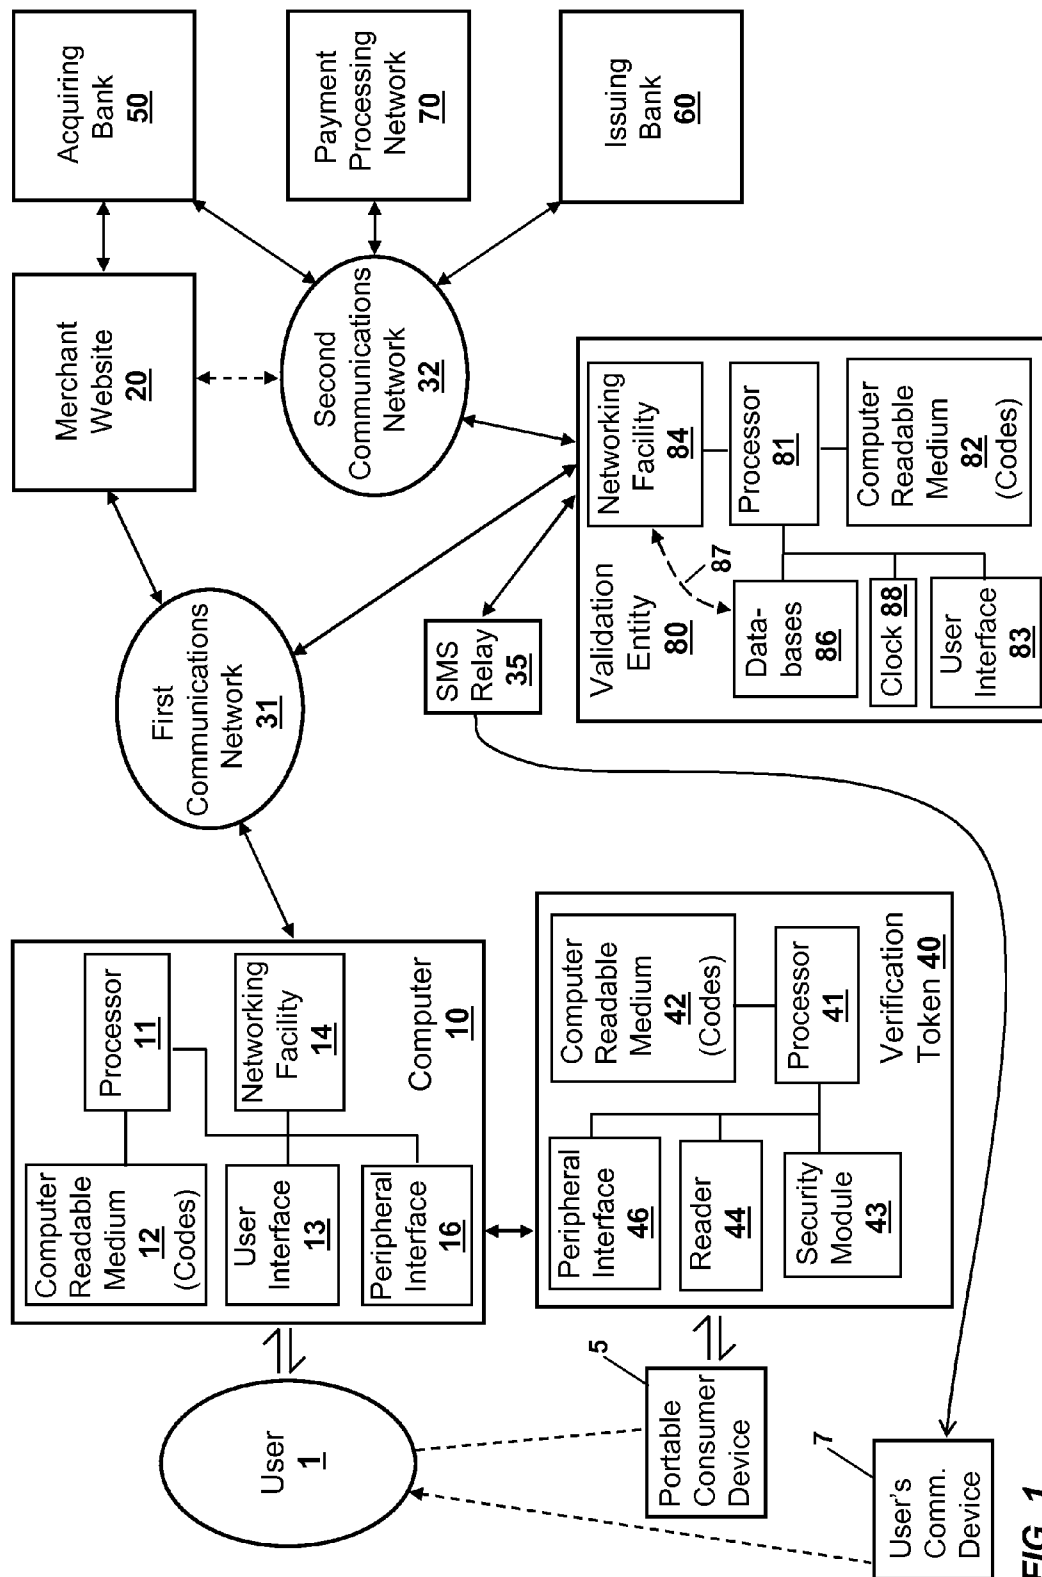 User
1
Computer
Readable
Medium
12
(Codes)
Processor
11
User
Interface
13
Networking
Facility
14
Peripheral
Interface
16
Computer
10
First
Communications
Network
31
Merchant
Website
20
Acquiring
Bank
50
Second
Communications
Network
32
Payment
Processing
Network
70
Issuing
Bank
60
5
Portable
Consumer
Device
Peripheral
Interface
46
Reader
44
Security
Module
43
Computer
Readable
Medium
42
(Codes)
Processor
41
Verification
Token 40
SMS
Relay
35
Validation
Entity
80
87
Networking
Facility
84
Data-
bases
86
Processor
81
Clock 88
User
Interface
83
Computer
Readable
Medium
82
(Codes)
7
User's
Comm.
Device
FIG. 1